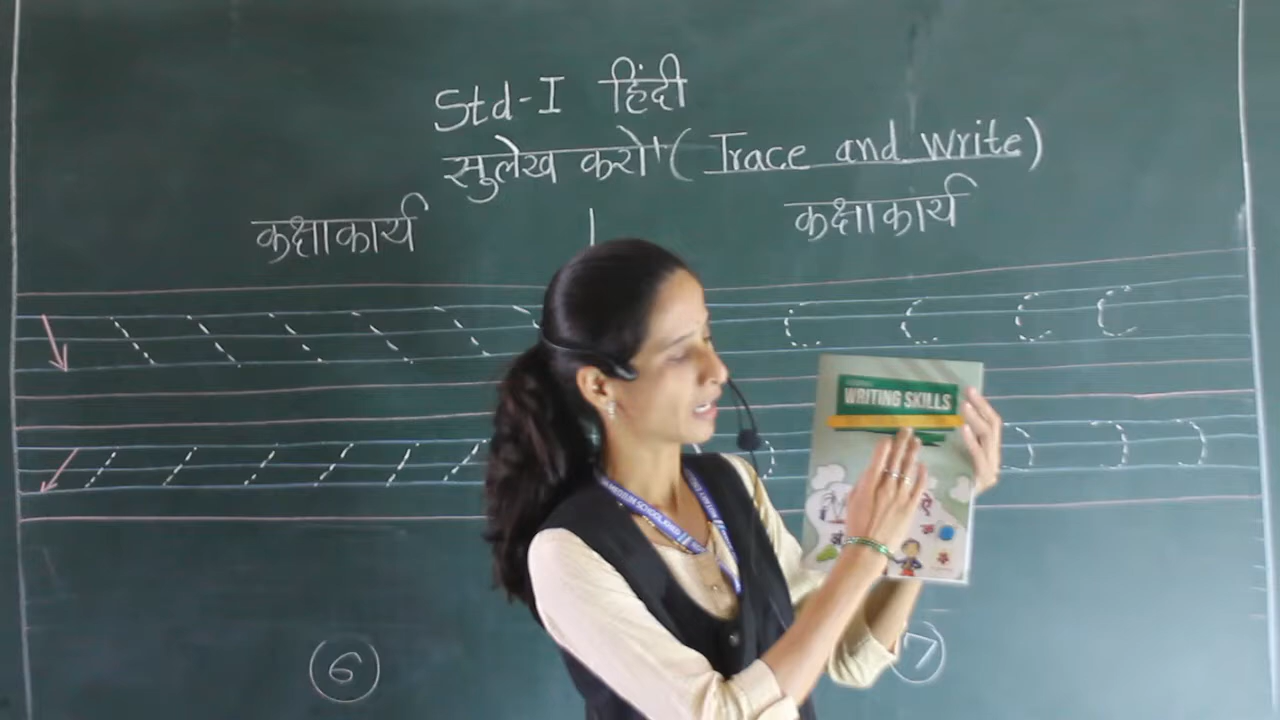 Std-I हिंदी
सुलेख करो' (Trace and Write)
कक्षाकार्य | कक्षाकार्य
WRITING SKILLS
6
7